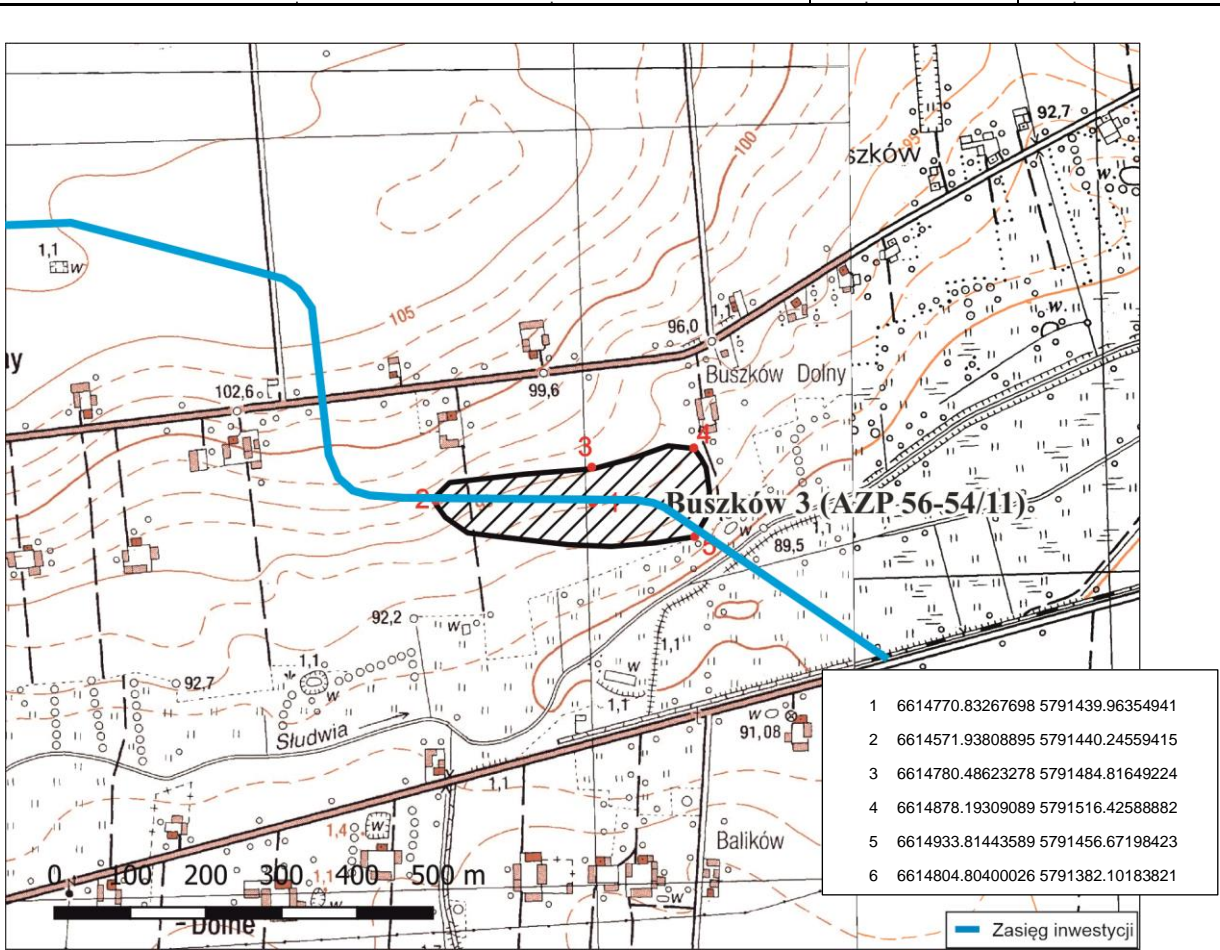 92,7
szków
95
100
w.
1,1
w
105
w.
96,0
1,1
ny
Buszków Dolny
102,6
99,6
3
4
2
1
Buszków 3 (AZP 56-54/11)
w
1,1
5
89,5
92,2
w
1,1
1,1
w
92,7
w
1,1
1 6614770.83267698 5791439.96354941
w
Słudwia
91,08
2 6614571.93808895 5791440.24559415
3 6614780.48623278 5791484.81649224
1,1
4 6614878.19309089 5791516.42588882
1,4
w
Balików
5 6614933.81443589 5791456.67198423
0 100 200 300 400 500 m
1,1
6 6614804.80400026 5791382.10183821
w
w
Dolne
Zasięg inwestycji